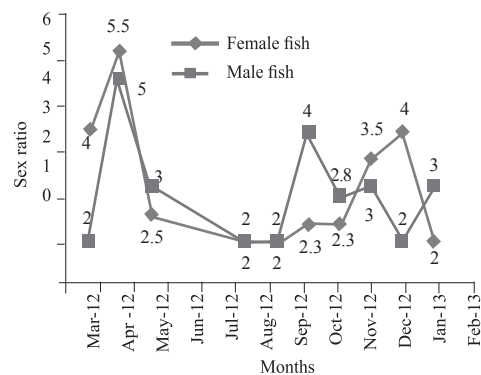 6
5.5
Female fish
5
4
Male fish
5
3
4
4
4
3.5
2
3
2.8
3
1
2
2
2
3
2
0
2.5
2
2
2.3
2.3
2
Sex ratio
Mar-12
Apr -12
May-12
Jun-12
Jul-12
Aug-12
Sep-12
Oct-12
Nov-12
Dec-12
Jan-13
Feb-13
Months